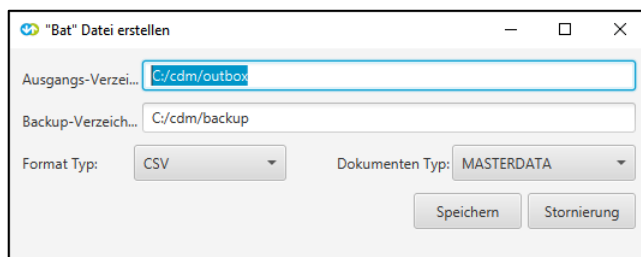 "Bat" Datei erstellen
Ausgangs-Verzei... C:/cdm/outbox
Backup-Verzeich... C:/cdm/backup
Format Typ: CSV Dokumenten Typ: MASTERDATA
Speichern Stornierung